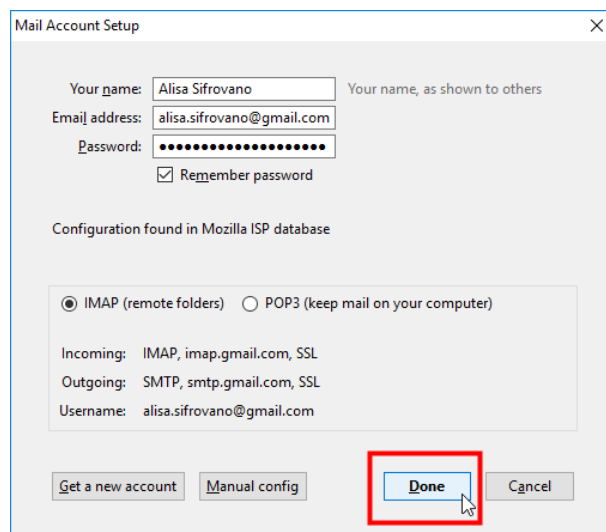 Mail Account Setup
Your name: Alisa Sifrovano Your name, as shown to others
Email address: alisa.sifrovano@gmail.com
Password: ••••••••••••••••••••
Remember password
Configuration found in Mozilla ISP database
IMAP (remote folders) POP3 (keep mail on your computer)
Incoming: IMAP, imap.gmail.com, SSL
Outgoing: SMTP, smtp.gmail.com, SSL
Username: alisa.sifrovano@gmail.com
Get a new account Manual config Done Cancel